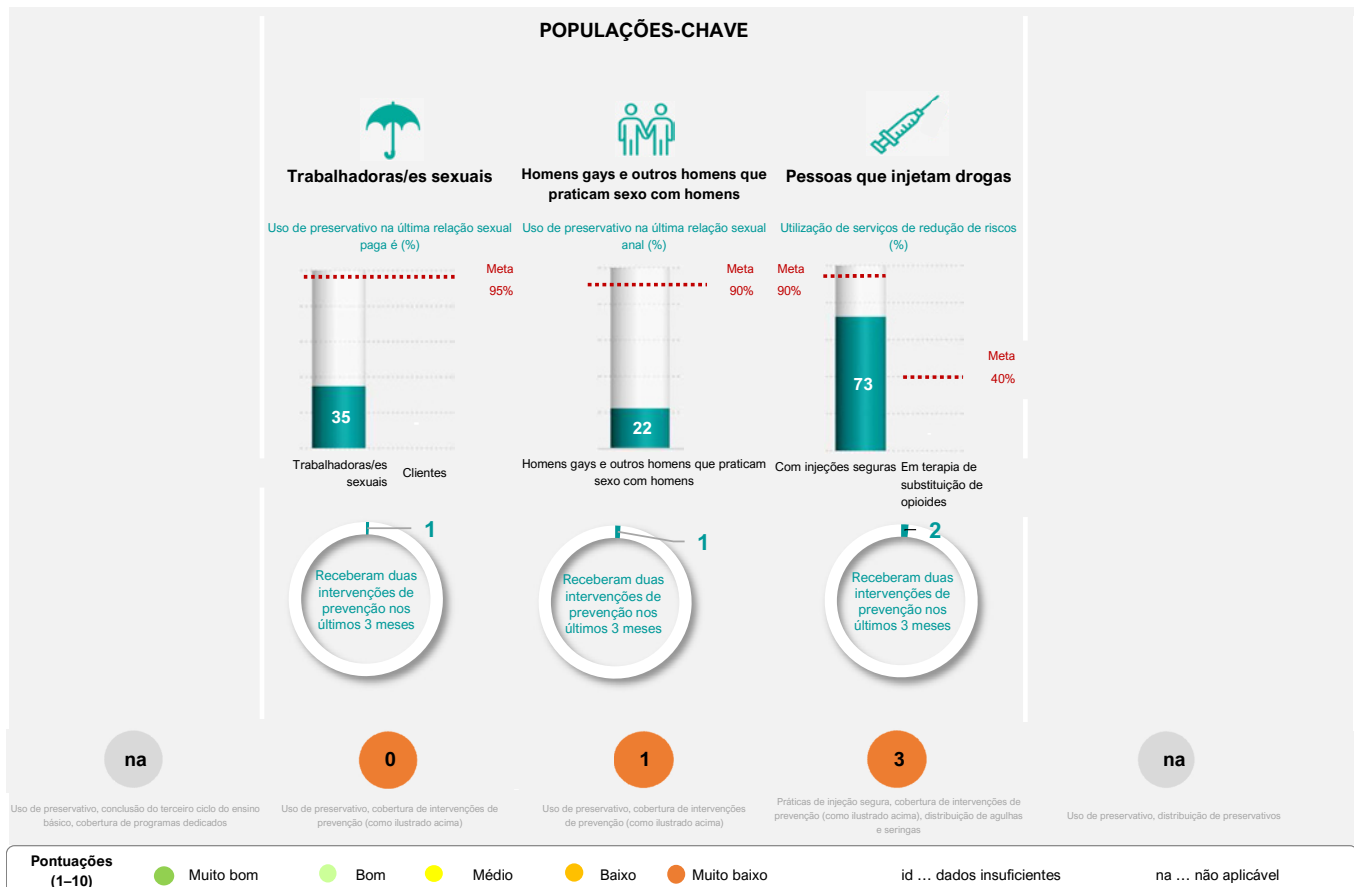 POPULAÇÕES-CHAVE
Trabalhadoras/es sexuais
Uso de preservativo na última relação sexual
paga é (%)
Meta
95%
35
Trabalhadoras/es
sexuais
Clientes
1
Receberam duas
intervenções de
prevenção nos
últimos 3 meses
Homens gays e outros homens que
praticam sexo com homens
Uso de preservativo na última relação sexual
anal (%)
Meta
90%
22
Homens gays e outros homens que praticam
sexo com homens
1
Receberam duas
intervenções de
prevenção nos
últimos 3 meses
Pessoas que injetam drogas
Utilização de serviços de redução de riscos
(%)
Meta
90%
Meta
40%
73
Com injeções seguras
Em terapia de
substituição de
opioides
2
Receberam duas
intervenções de
prevenção nos
últimos 3 meses
na
Uso de preservativo, conclusão do terceiro ciclo do ensino
básico, cobertura de programas dedicados
0
Uso de preservativo, cobertura de intervenções de
prevenção (como ilustrado acima)
1
Uso de preservativo, cobertura de intervenções
de prevenção (como ilustrado acima)
3
Práticas de injeção segura, cobertura de intervenções de
prevenção (como ilustrado acima), distribuição de agulhas
e seringas
na
Uso de preservativo, distribuição de preservativos
Pontuações
(1–10)
Muito bom
Bom
Médio
Baixo
Muito baixo
id … dados insuficientes
na … não aplicável